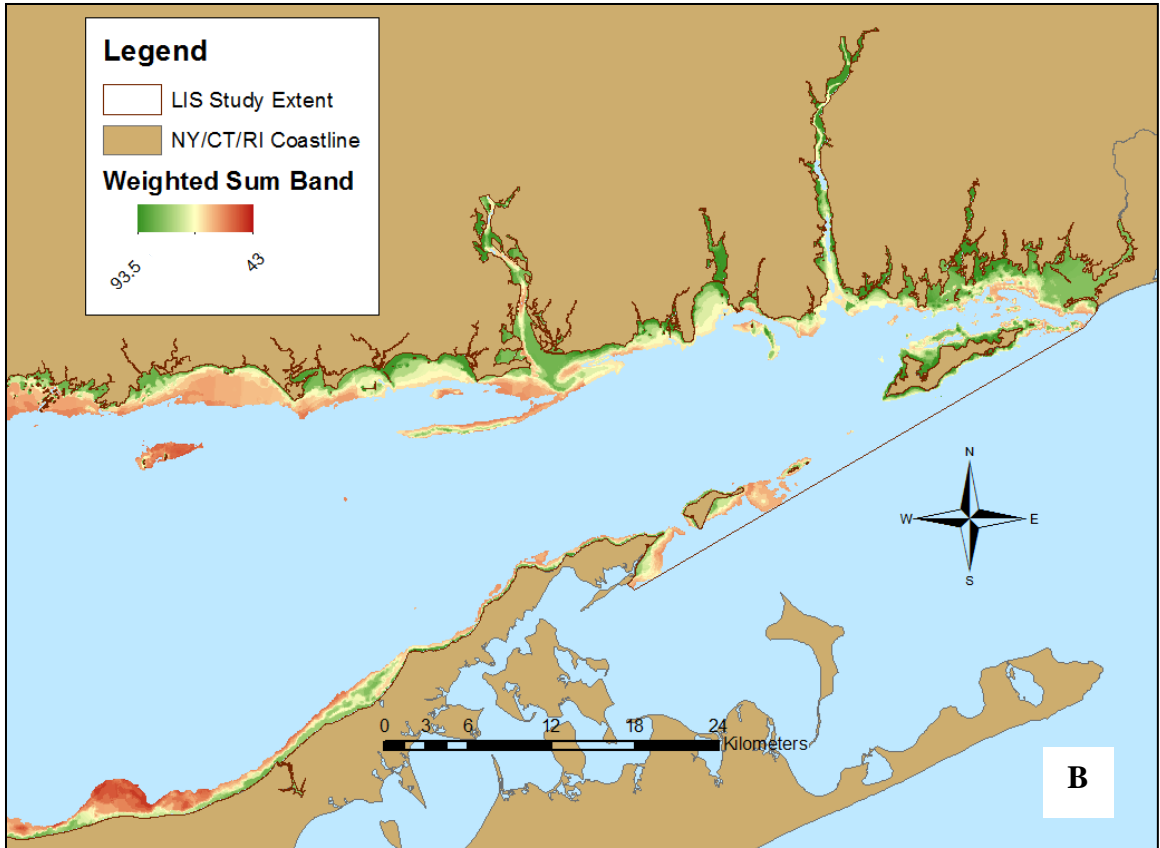 Legend
LIS Study Extent
NY/CT/RI Coastline
Weighted Sum Band
93.5 43
N
W E
S
0 3 6 12 18 24
Kilometers
B